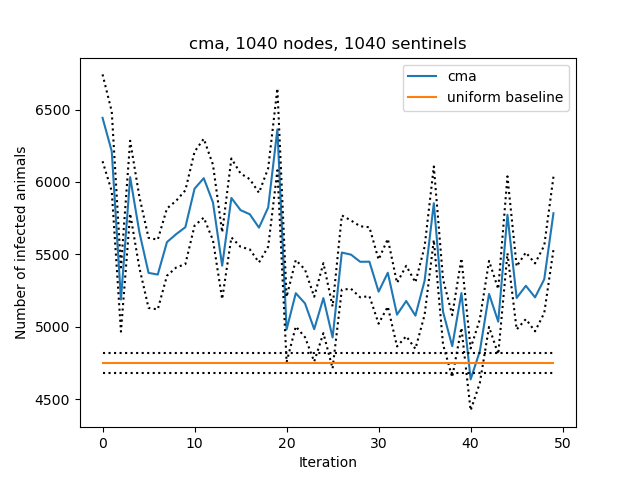 cma, 1040 nodes, 1040 sentinels
cma
uniform baseline
Number of infected animals
6500
6000
5500
5000
4500
0 10 20 30 40 50
Iteration